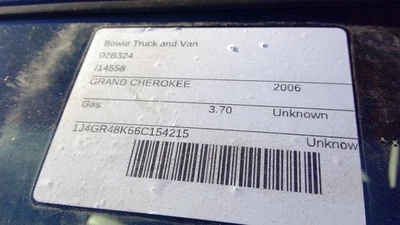 Bowie Truck and Van
02B324
I14558
GRAND CHEROKEE 2006
Gas 3.70 Unknown
1J4GR48K66C154215 Unknow